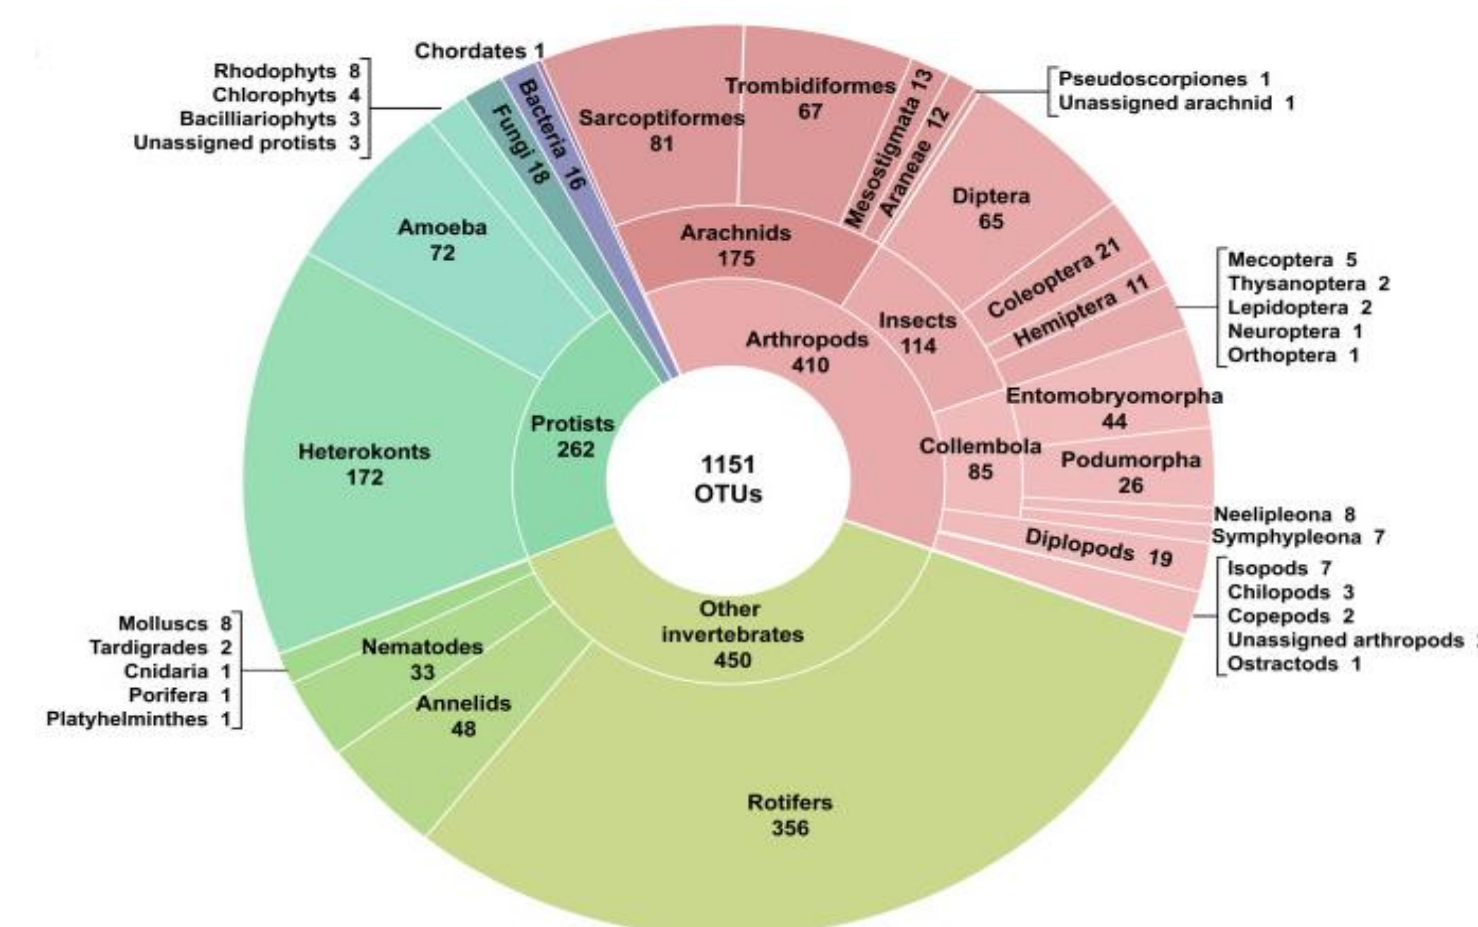 Chordates 1
Rhodophyts 8
Chlorophyts 4
Bacilliariophyts 3
Unassigned protists 3
Fungi 18
Bacteria 16
Sarcoptiformes
81
Trombidiformes
67
Mesostigmata 13
Araneae 12
Pseudoscorpiones 1
Unassigned arachnid 1
Arachnids
175
Diptera
65
Coleoptera 21
Hemiptera 11
Mecoptera 5
Thysanoptera 2
Lepidoptera 2
Neuroptera 1
Orthoptera 1
Insects
114
Arthropods
410
Amoeba
72
Protists
262
Heterokonts
172
1151
OTUs
Entomobryomorpha
44
Collembola
85
Podumorpha
26
Neelipleona 8
Symphypleona 7
Diplopods 19
Isopods 7
Chilopods 3
Copepods 2
Unassigned arthropods
Ostractods 1
Other
invertebrates
450
Molluscs 8
Tardigrades 2
Cnidaria 1
Porifera 1
Platyhelminthes 1
Nematodes
33
Annelids
48
Rotifers
356